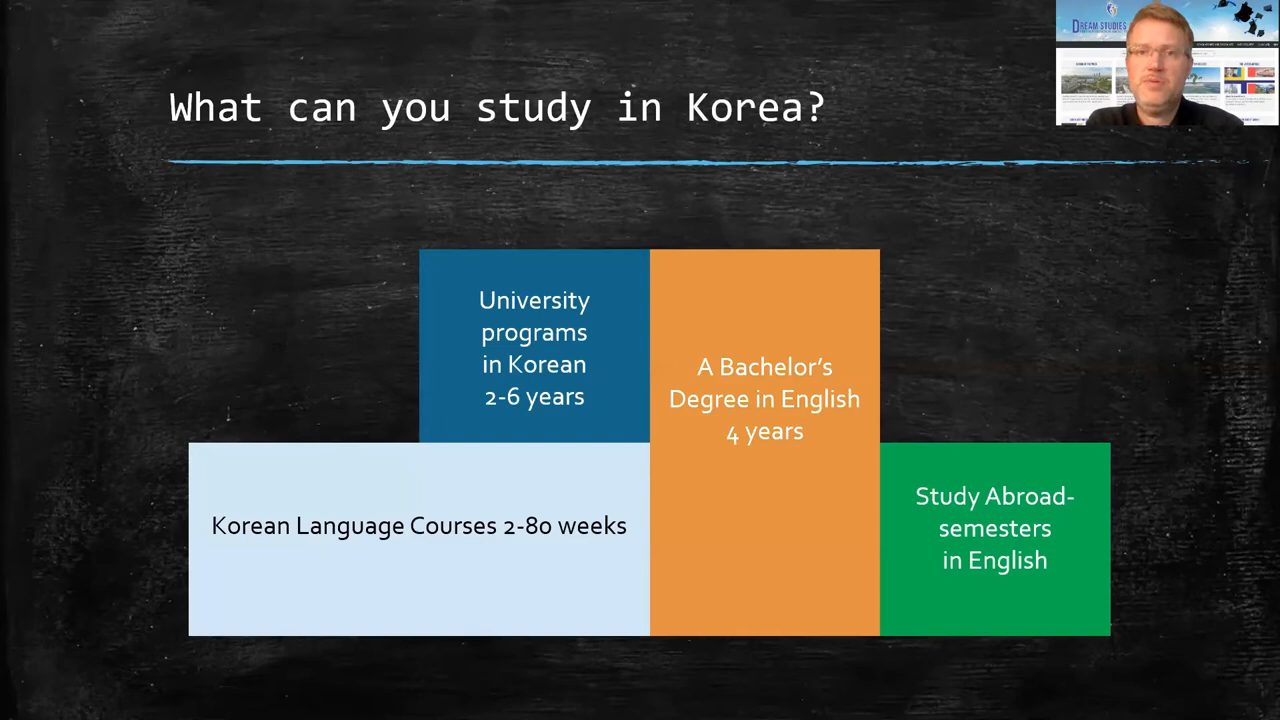 DREAM STUDIES
What can you study in Korea?
University
programs
in Korean
2-6 years
A Bachelor's
Degree in English
4 years
Korean Language Courses 2-80 weeks
Study Abroad-
semesters
in English